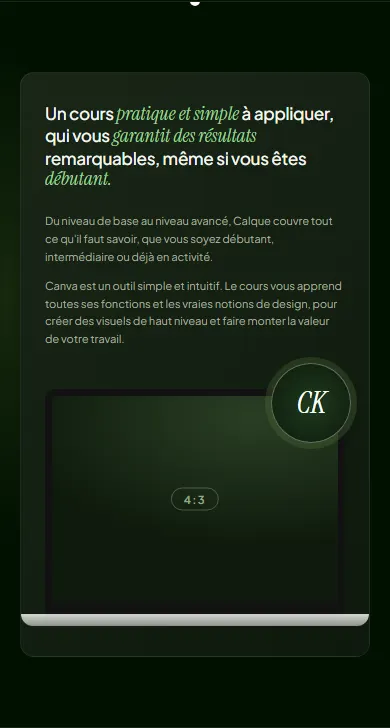 Un cours pratique et simple à appliquer,
qui vous garantit des résultats
remarquables, même si vous êtes
débutant.
Du niveau de base au niveau avancé, Calque couvre tout
ce qu'il faut savoir, que vous soyez débutant,
intermédiaire ou déjà en activité.
Canva est un outil simple et intuitif. Le cours vous apprend
toutes ses fonctions et les vraies notions de design, pour
créer des visuels de haut niveau et faire monter la valeur
de votre travail.
CK
4:3